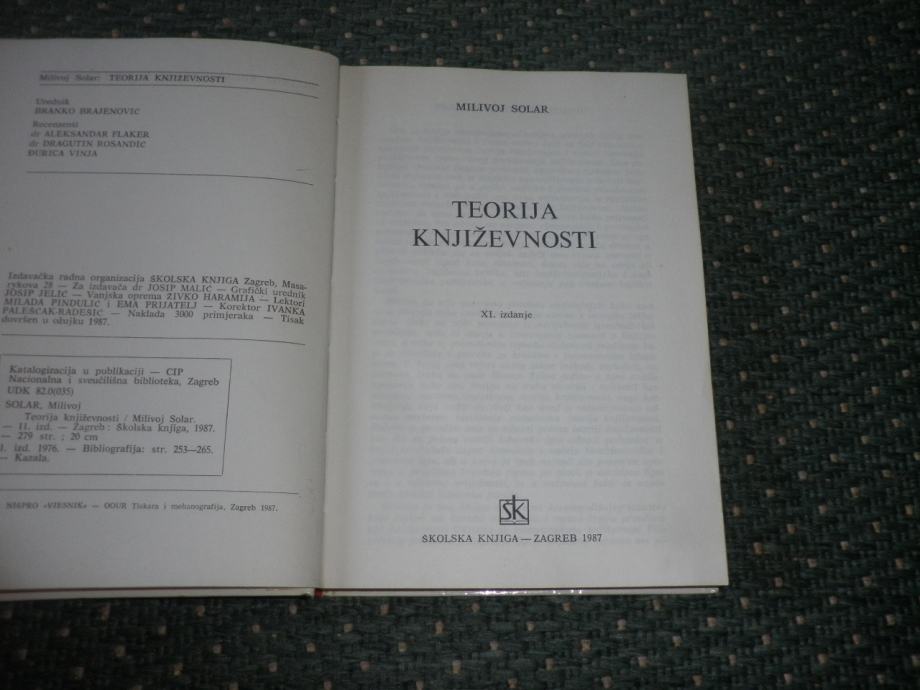 Milivoj Solar: TEORIJA KNJIŽEVNOSTI
Urednik
BRANKO BRAJENOVIĆ
Recenzenti
dr ALEKSANDAR FLAKER
dr DRAGUTIN ROSANDIĆ
ĐURICA VINJA
Izdavačka radna organizacija ŠKOLSKA KNJIGA Zagreb, Masa-
rykova 28 — Za izdavača dr JOSIP MALIĆ — Grafički urednik
JOSIP JELIĆ — Vanjska oprema ŽIVKO HARAMIJA — Lektori
MILADA PINDULIĆ i EMA PRIJATELJ — Korektor IVANKA
PALEŠČAK-RADEŠIĆ — Naklada 3000 primjeraka — Tisak
dovršen u ožujku 1987.
Katalogizacija u publikaciji — CIP
Nacionalna i sveučilišna biblioteka, Zagreb
UDK 82.0(035)
SOLAR, Milivoj
Teorija književnosti / Milivoj Solar.
— 11. izd. — Zagreb : Školska knjiga, 1987.
— 279 str. ; 20 cm
1. izd. 1976. — Bibliografija: str. 253—265.
— Kazala.
NIŠPRO «VJESNIK» — OOUR Tiskara i mehanografija, Zagreb 1987.
MILIVOJ SOLAR
TEORIJA
KNJIŽEVNOSTI
XI. izdanje
šk
ŠKOLSKA KNJIGA — ZAGREB 1987